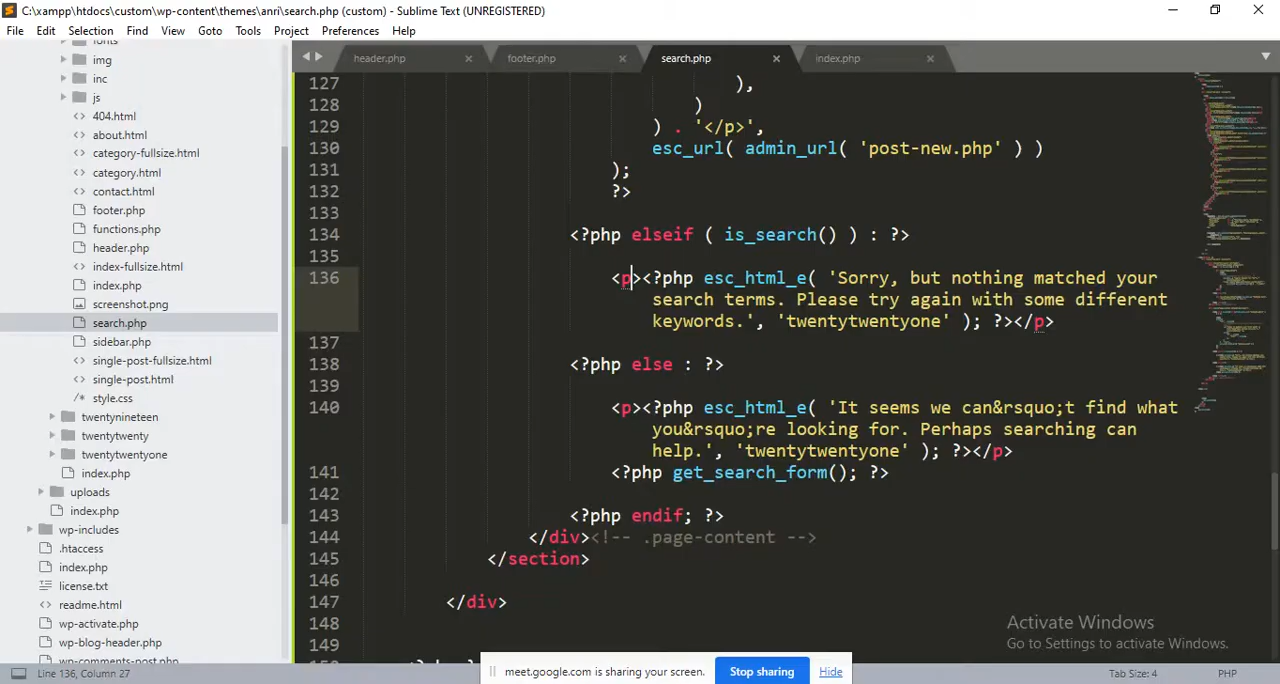 C:\xampp\htdocs\custom\wp-content\themes\anri\search.php (custom) - Sublime Text (UNREGISTERED)
File Edit Selection Find View Goto Tools Project Preferences Help
fonts
img
inc
js
404.html
about.html
category-fullsize.html
category.html
contact.html
footer.php
functions.php
header.php
index-fullsize.html
index.php
screenshot.png
search.php
sidebar.php
single-post-fullsize.html
single-post.html
style.css
twentynineteen
twentytwenty
twentytwentyone
index.php
uploads
index.php
wp-includes
.htaccess
index.php
license.txt
readme.html
wp-activate.php
wp-blog-header.php
wp-comments-post.php
header.php footer.php search.php index.php
127 ),
128 )
129 ) . '</p>',
130 esc_url( admin_url( 'post-new.php' ) )
131 );
132 ?>
133
134 <?php elseif ( is_search() ) : ?>
135
136 <p><?php esc_html_e( 'Sorry, but nothing matched your
search terms. Please try again with some different
keywords.', 'twentytwentyone' ); ?></p>
137
138 <?php else : ?>
139
140 <p><?php esc_html_e( 'It seems we can&rsquo;t find what
you&rsquo;re looking for. Perhaps searching can
help.', 'twentytwentyone' ); ?></p>
141 <?php get_search_form(); ?>
142
143 <?php endif; ?>
144 </div><!-- .page-content -->
145 </section>
146
147 </div>
148
149
Activate Windows
Go to Settings to activate Windows.
meet.google.com is sharing your screen. Stop sharing Hide
Line 136, Column 27 Tab Size: 4 PHP